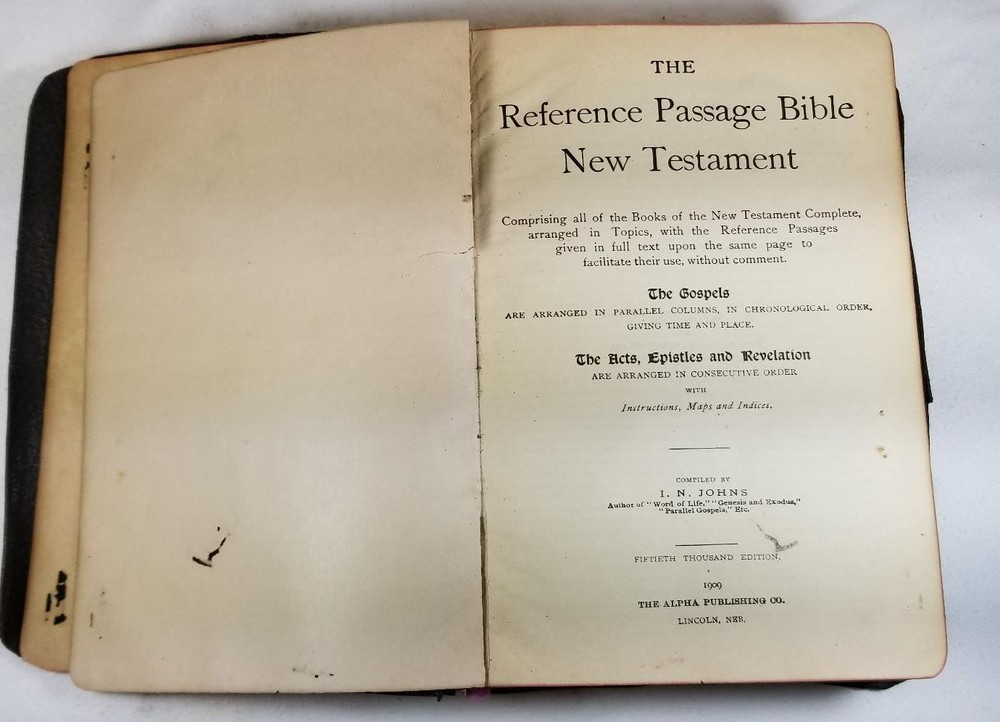 THE
Reference Passage Bible
New Testament
Comprising all of the Books of the New Testament Complete,
arranged in Topics, with the Reference Passages
given in full text upon the same page to
facilitate their use, without comment.
The Gospels
ARE ARRANGED IN PARALLEL COLUMNS, IN CHRONOLOGICAL ORDER,
GIVING TIME AND PLACE.
The Acts, Epistles and Revelation
ARE ARRANGED IN CONSECUTIVE ORDER
WITH
Instructions, Maps and Indices.
COMPILED BY
I. N. JOHNS
Author of "Word of Life," "Genesis and Exodus,"
"Parallel Gospels," Etc.
FIFTIETH THOUSAND EDITION.
1909
THE ALPHA PUBLISHING CO.
LINCOLN, NEB.